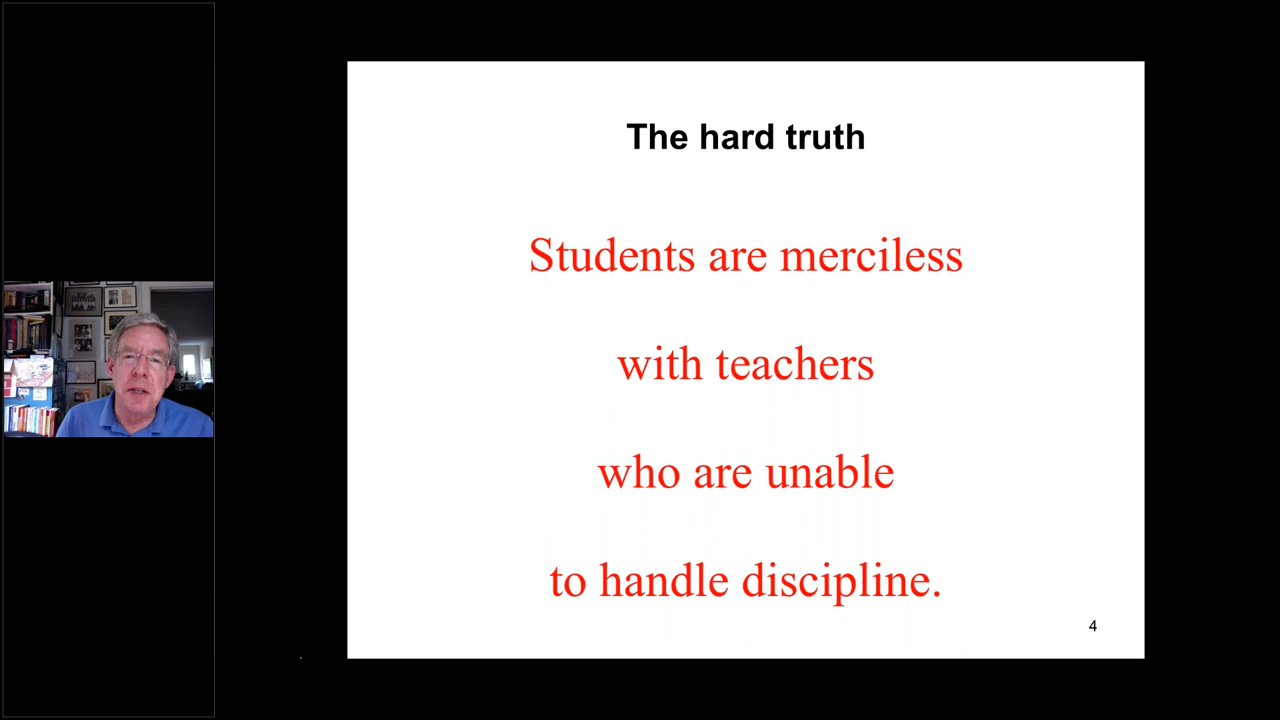 The hard truth
Students are merciless
with teachers
who are unable
to handle discipline.
4